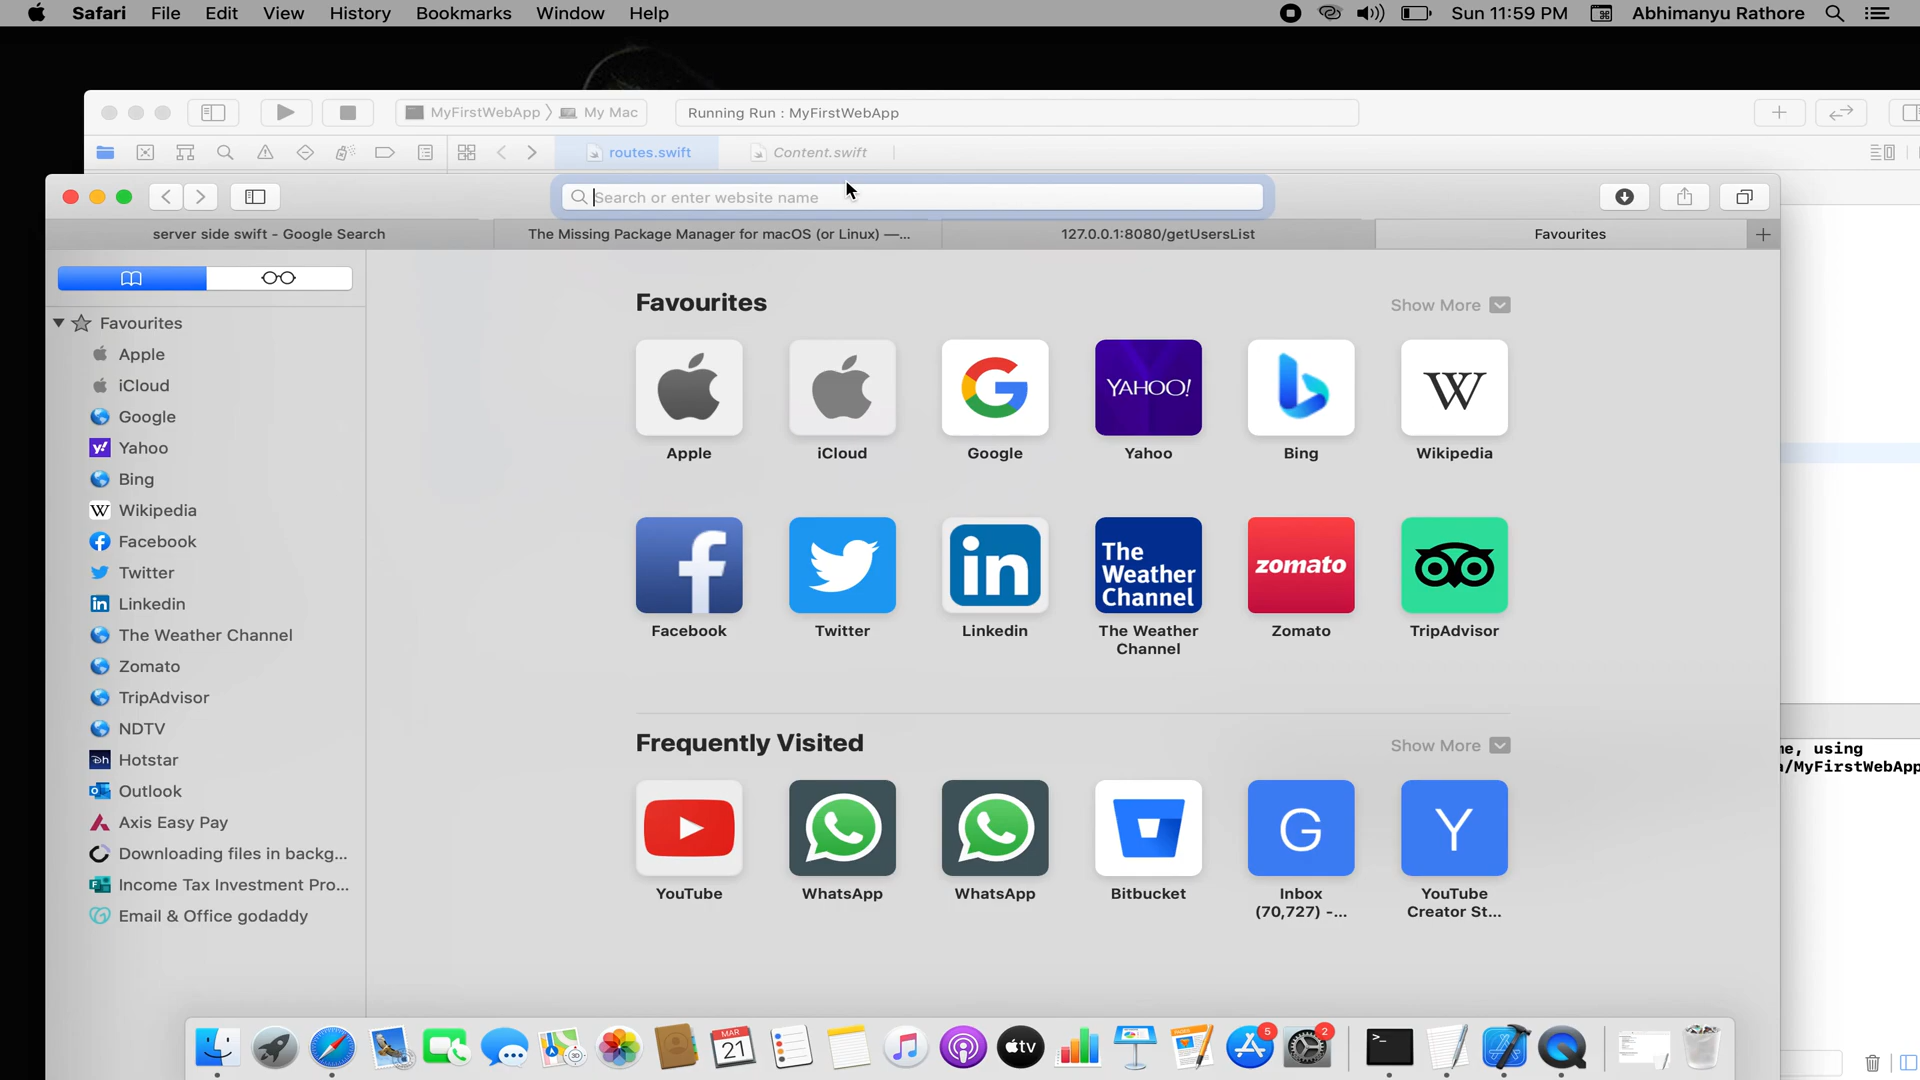 Safari File Edit View History Bookmarks Window Help Sun 11:59 PM Abhimanyu Rathore
MyFirstWebApp My Mac Running Run : MyFirstWebApp
routes.swift Content.swift
Search or enter website name
server side swift - Google Search The Missing Package Manager for macOS (or Linux) —... 127.0.0.1:8080/getUsersList Favourites
Favourites
Apple
iCloud
Google
Yahoo
Bing
Wikipedia
Facebook
Twitter
Linkedin
The Weather Channel
Zomato
TripAdvisor
NDTV
Hotstar
Outlook
Axis Easy Pay
Downloading files in backg...
Income Tax Investment Pro...
Email & Office godaddy
Favourites Show More
YAHOO! W
Apple iCloud Google Yahoo Bing Wikipedia
f in The Weather Channel zomato
Facebook Twitter Linkedin The Weather Channel Zomato TripAdvisor
Frequently Visited Show More
G Y
YouTube WhatsApp WhatsApp Bitbucket Inbox (70,727) -... YouTube Creator St...
me, using
/MyFirstWebApp
MAR 21 tv 5 2